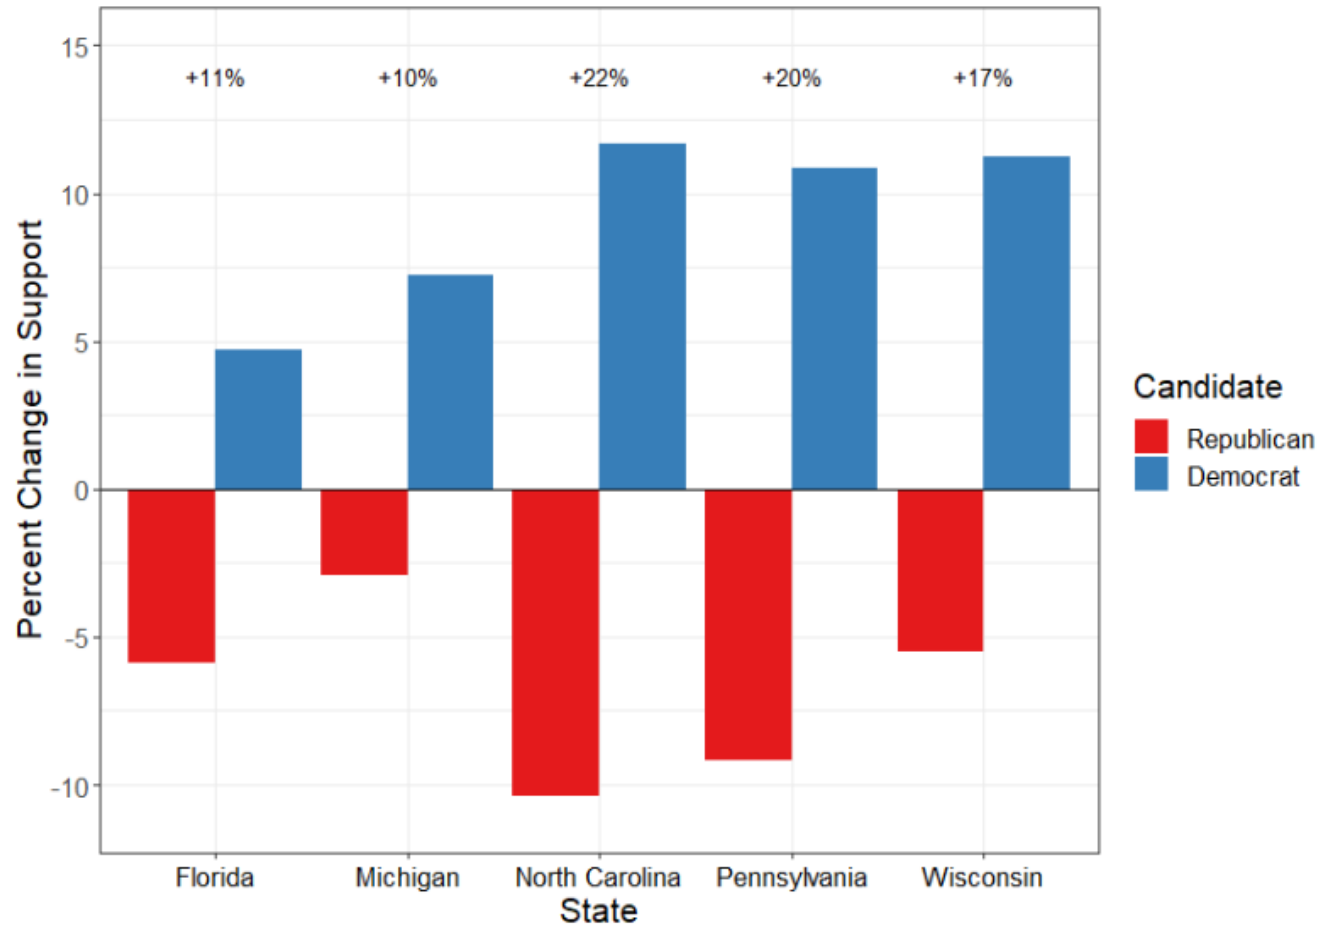 15
+11% +10% +22% +20% +17%
10
5
0
-5
-10
Percent Change in Support
Florida Michigan North Carolina Pennsylvania Wisconsin
State
Candidate
Republican
Democrat